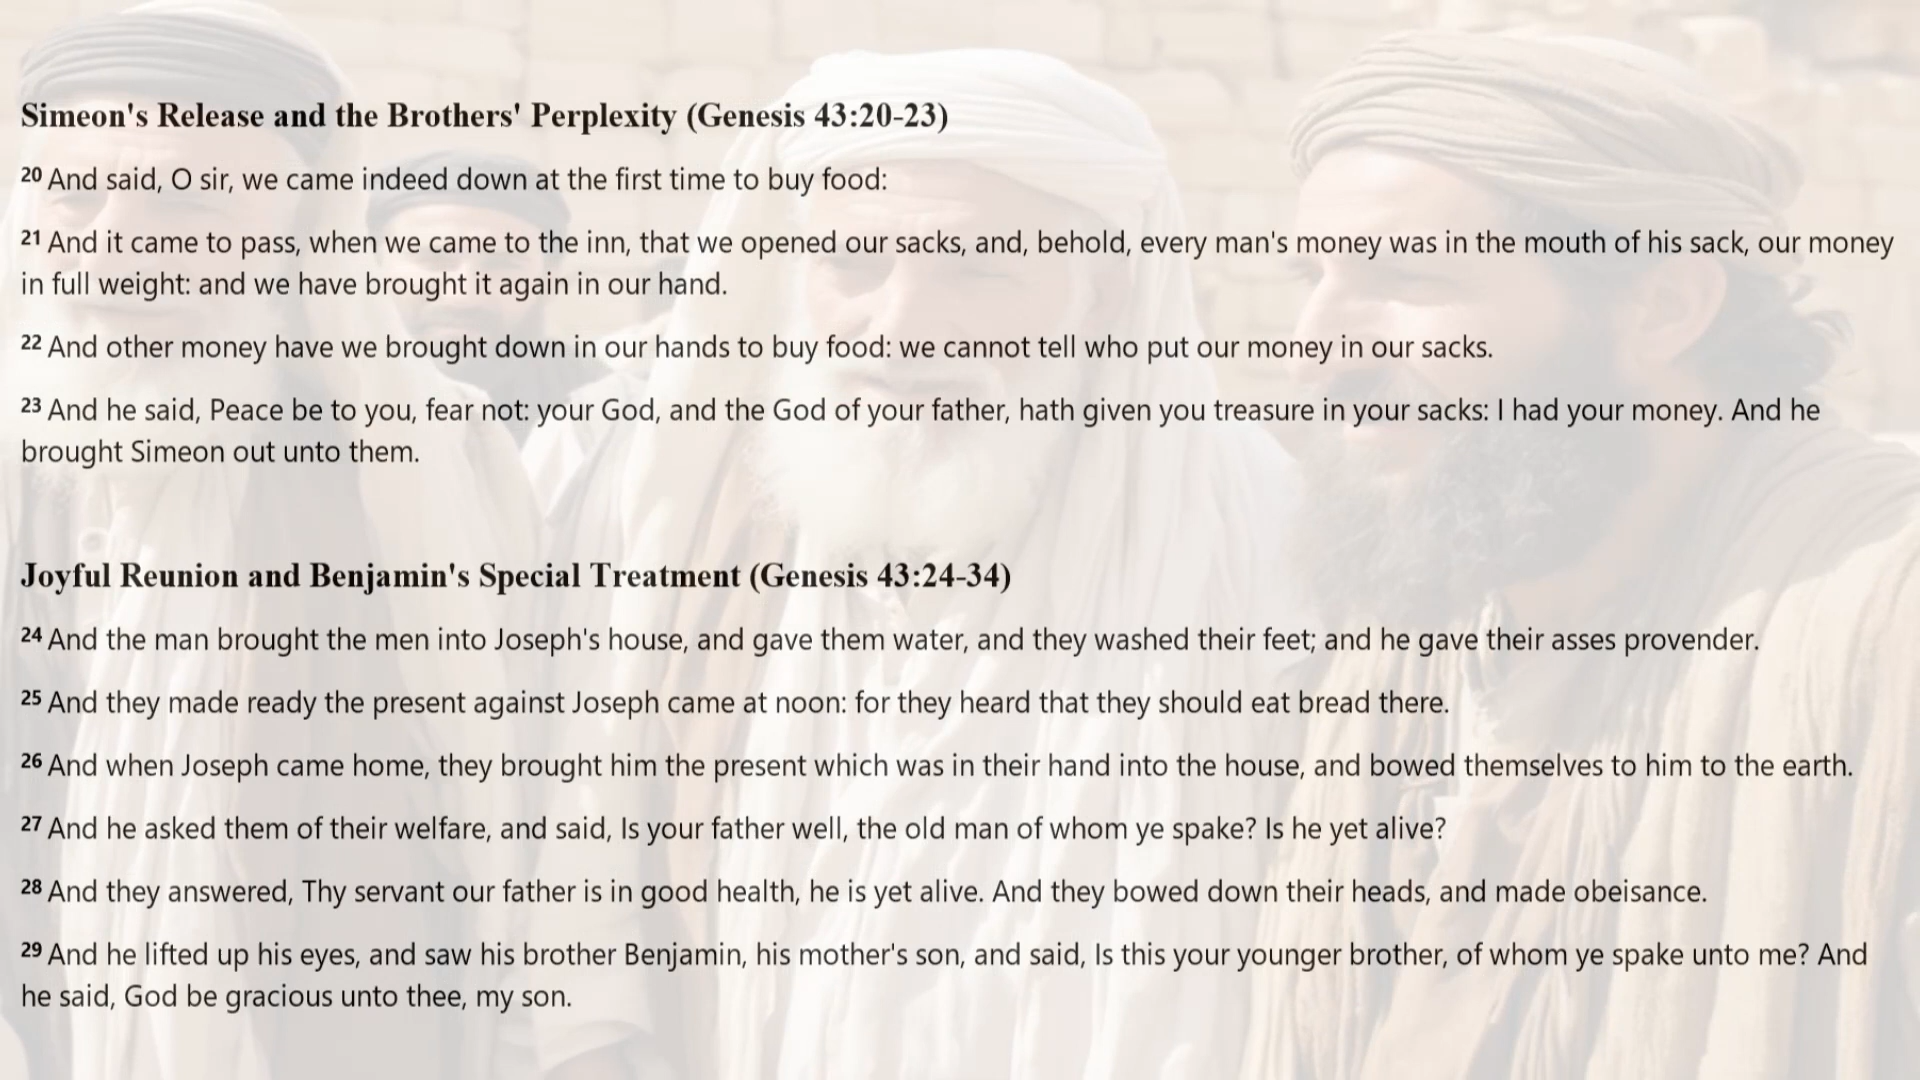 Simeon's Release and the Brothers' Perplexity (Genesis 43:20-23)
20 And said, O sir, we came indeed down at the first time to buy food:
21 And it came to pass, when we came to the inn, that we opened our sacks, and, behold, every man's money was in the mouth of his sack, our money
in full weight: and we have brought it again in our hand.
22 And other money have we brought down in our hands to buy food: we cannot tell who put our money in our sacks.
23 And he said, Peace be to you, fear not: your God, and the God of your father, hath given you treasure in your sacks: I had your money. And he
brought Simeon out unto them.
Joyful Reunion and Benjamin's Special Treatment (Genesis 43:24-34)
24 And the man brought the men into Joseph's house, and gave them water, and they washed their feet; and he gave their asses provender.
25 And they made ready the present against Joseph came at noon: for they heard that they should eat bread there.
26 And when Joseph came home, they brought him the present which was in their hand into the house, and bowed themselves to him to the earth.
27 And he asked them of their welfare, and said, Is your father well, the old man of whom ye spake? Is he yet alive?
28 And they answered, Thy servant our father is in good health, he is yet alive. And they bowed down their heads, and made obeisance.
29 And he lifted up his eyes, and saw his brother Benjamin, his mother's son, and said, Is this your younger brother, of whom ye spake unto me? And
he said, God be gracious unto thee, my son.